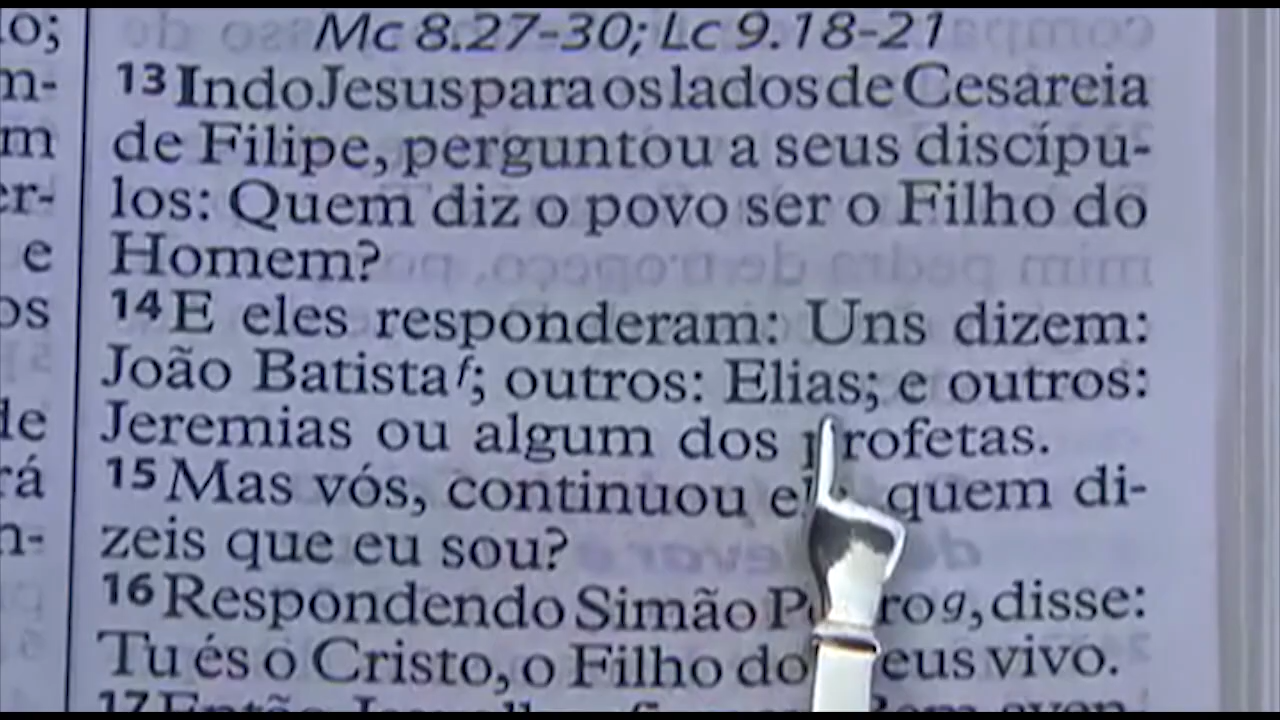 Mc 8.27-30; Lc 9.18-21
13 Indo Jesus para os lados de Cesareia
de Filipe, perguntou a seus discípu-
los: Quem diz o povo ser o Filho do
Homem?
14 E eles responderam: Uns dizem:
João Batista f; outros: Elias; e outros:
Jeremias ou algum dos profetas.
15 Mas vós, continuou ele, quem di-
zeis que eu sou?
16 Respondendo Simão Pedro g, disse:
Tu és o Cristo, o Filho do Deus vivo.
17 Então